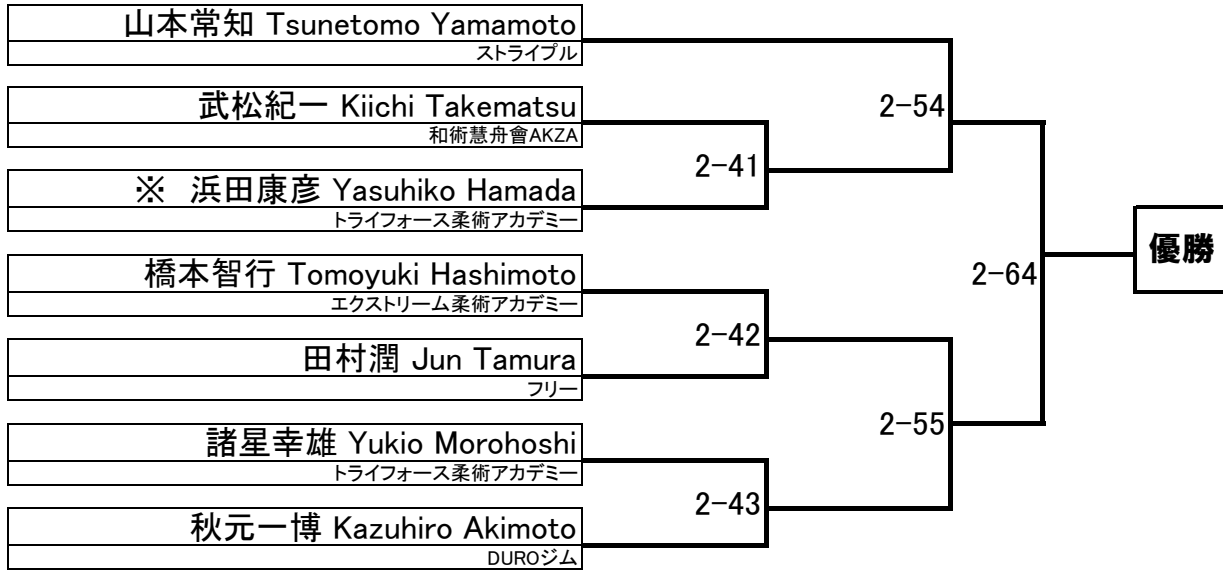 山本常知 Tsunetomo Yamamoto
ストライプル
武松紀一 Kiichi Takematsu
和術慧舟會AKZA
※ 浜田康彦 Yasuhiko Hamada
トライフォース柔術アカデミー
橋本智行 Tomoyuki Hashimoto
エクストリーム柔術アカデミー
田村潤 Jun Tamura
フリー
諸星幸雄 Yukio Morohoshi
トライフォース柔術アカデミー
秋元一博 Kazuhiro Akimoto
DUROジム
2-41
2-42
2-43
2-54
2-55
2-64
優勝